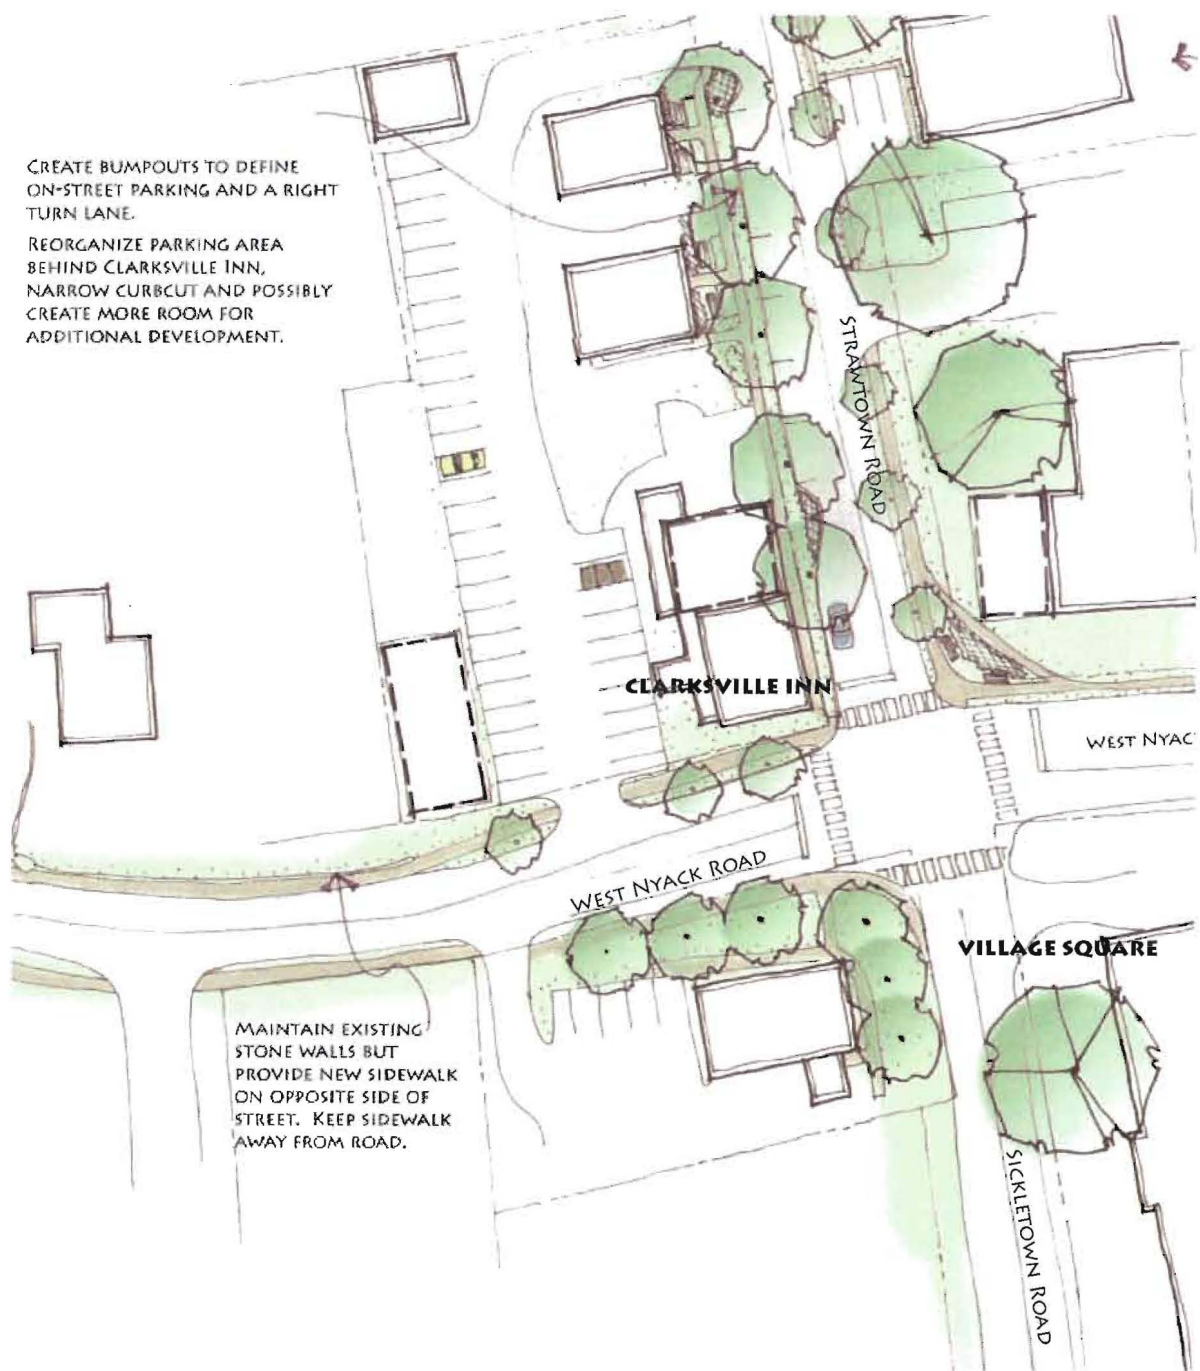 CREATE BUMPOUTS TO DEFINE
ON-STREET PARKING AND A RIGHT
TURN LANE.
REORGANIZE PARKING AREA
BEHIND CLARKSVILLE INN,
NARROW CURBCUT AND POSSIBLY
CREATE MORE ROOM FOR
ADDITIONAL DEVELOPMENT.
STRAWTOWN ROAD
CLARKSVILLE INN
WEST NYAC
WEST NYACK ROAD
VILLAGE SQUARE
MAINTAIN EXISTING
STONE WALLS BUT
PROVIDE NEW SIDEWALK
ON OPPOSITE SIDE OF
STREET. KEEP SIDEWALK
AWAY FROM ROAD.
SICKLETOWN ROAD